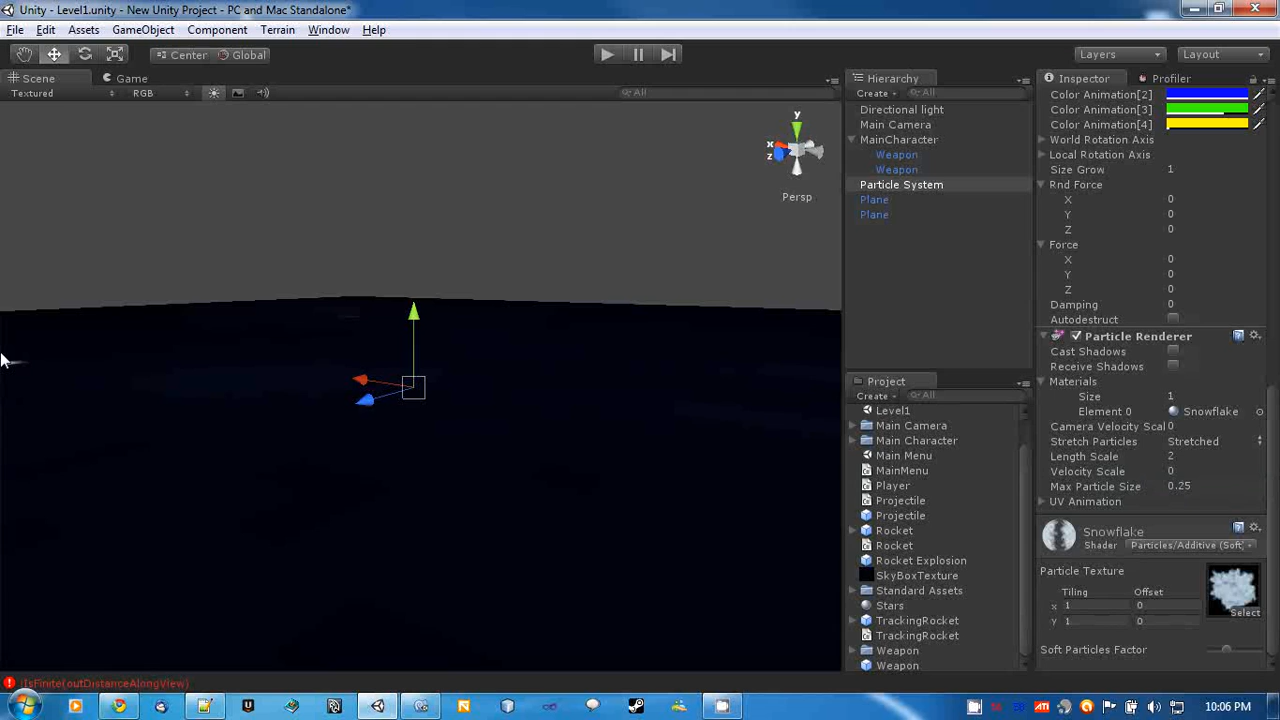 Unity - Level1.unity - New Unity Project - PC and Mac Standalone*
File Edit Assets GameObject Component Terrain Window Help
Center Global Layers Layout
Scene Game
Textured RGB All
y
x
z
Persp
Hierarchy
Create All
Directional light
Main Camera
MainCharacter
Weapon
Weapon
Particle System
Plane
Plane
Project
Create All
Level1
Main Camera
Main Character
Main Menu
MainMenu
Player
Projectile
Projectile
Rocket
Rocket
Rocket Explosion
SkyBoxTexture
Standard Assets
Stars
TrackingRocket
TrackingRocket
Weapon
Weapon
Inspector Profiler
Color Animation[2]
Color Animation[3]
Color Animation[4]
World Rotation Axis
Local Rotation Axis
Size Grow 1
Rnd Force
X 0
Y 0
Z 0
Force
X 0
Y 0
Z 0
Damping 0
Autodestruct
Particle Renderer
Cast Shadows
Receive Shadows
Materials
Size 1
Element 0 Snowflake
Camera Velocity Scal 0
Stretch Particles Stretched
Length Scale 2
Velocity Scale 0
Max Particle Size 0.25
UV Animation
Snowflake
Shader Particles/Additive (Soft
Particle Texture
Tiling Offset
x 1 0
y 1 0
Select
Soft Particles Factor
!IsFinite(outDistanceAlongView)
10:06 PM